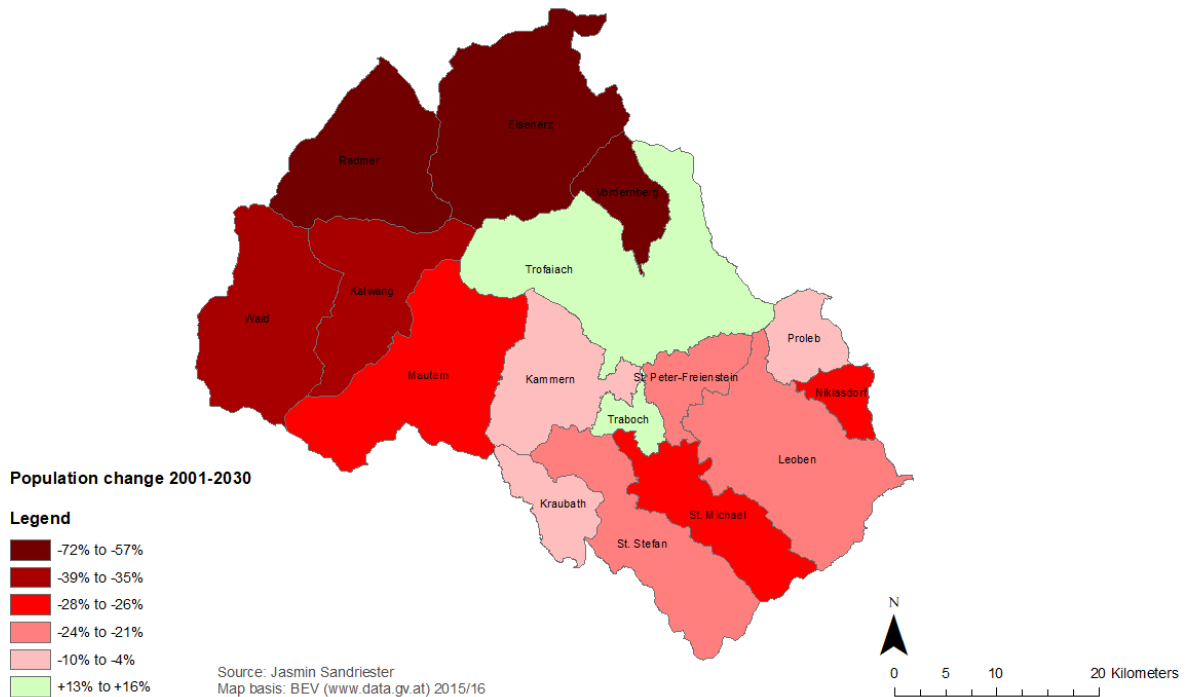 Eisenerz
Radmer
Vordernberg
Trofaiach
Kalwang
Wald
Proleb
Mautern
Kammern
St. Peter-Freienstein
Niklasdorf
Traboch
Leoben
Kraubath
St. Michael
St. Stefan
Population change 2001-2030
Legend
-72% to -57%
-39% to -35%
-28% to -26%
-24% to -21%
-10% to -4%
+13% to +16%
Source: Jasmin Sandriester
Map basis: BEV (www.data.gv.at) 2015/16
N
0 5 10 20 Kilometers